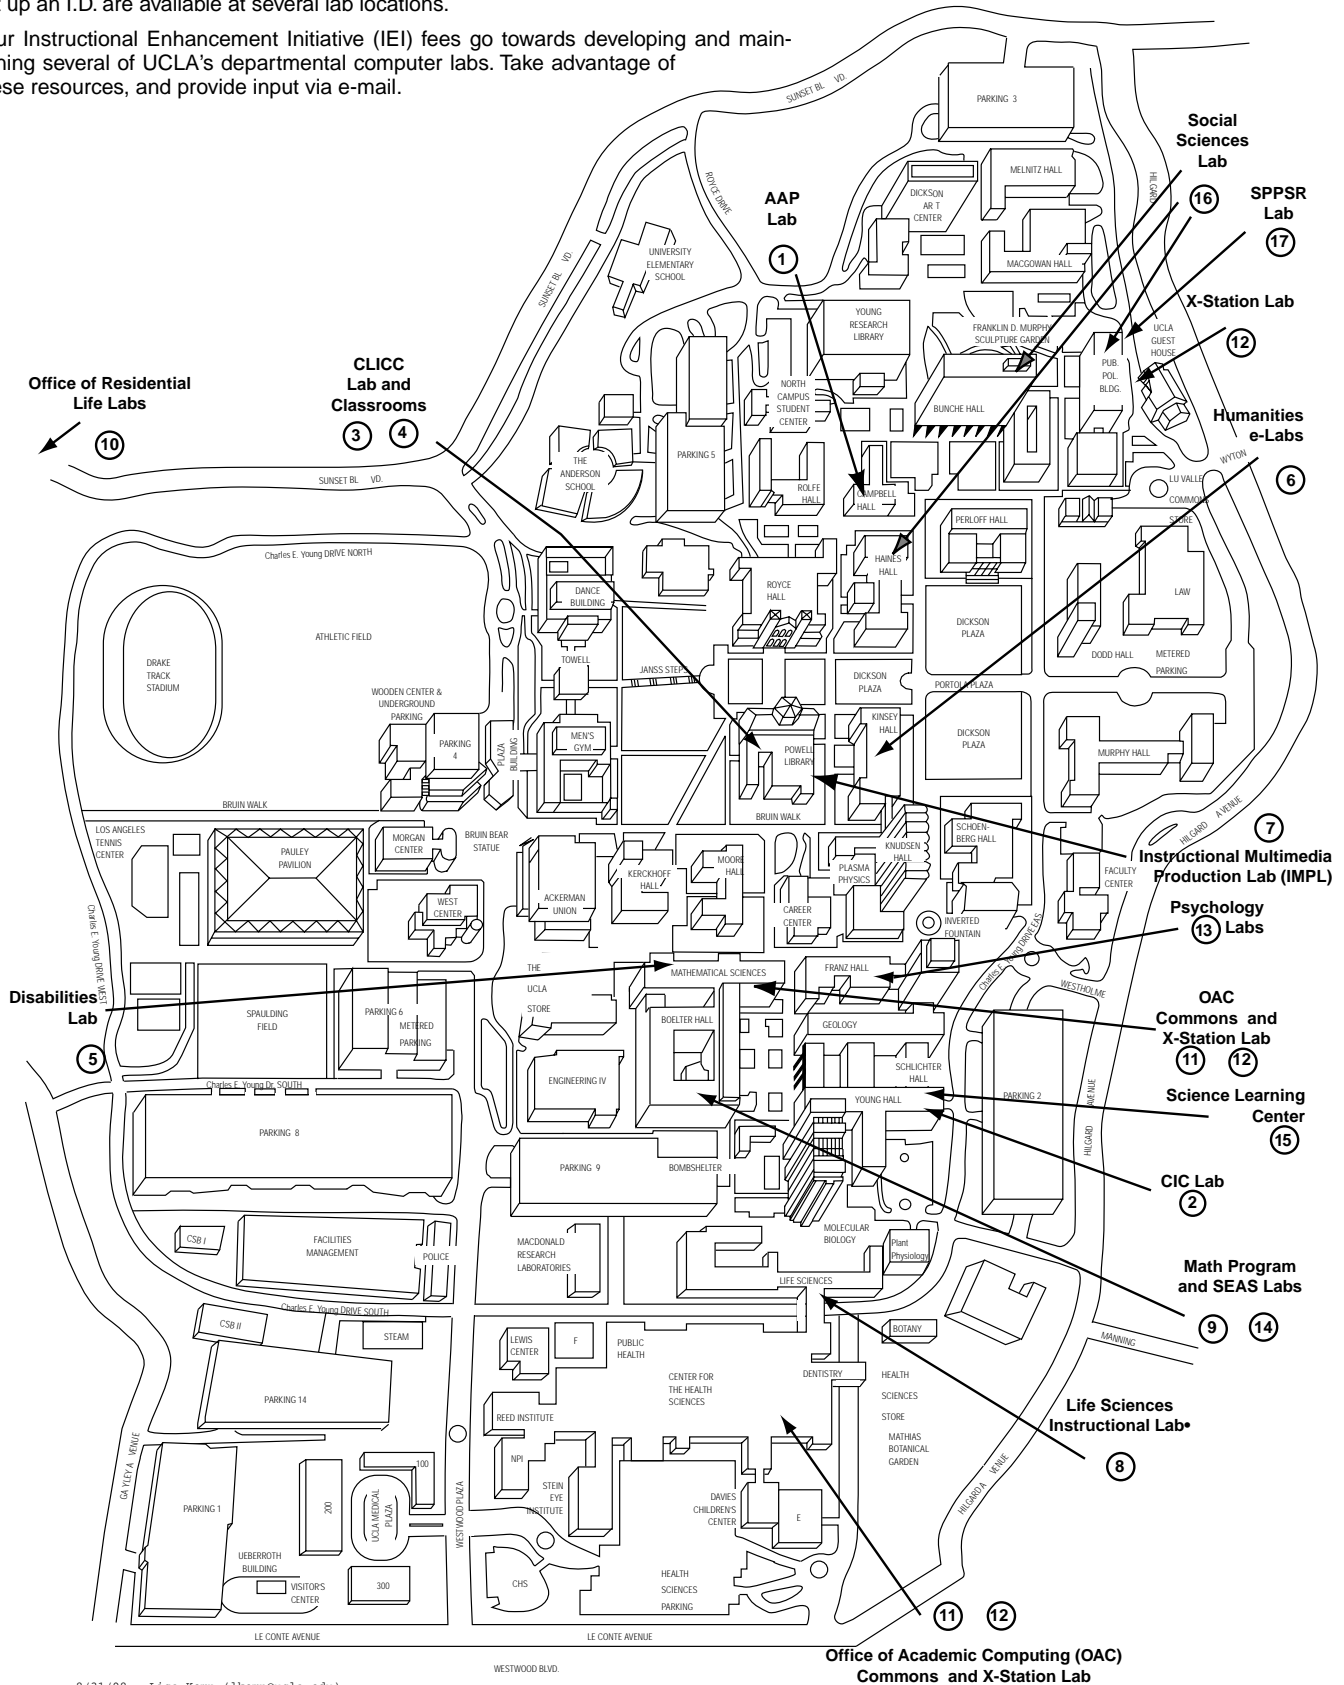 t up an I.D. are available at several lab locations.
ur Instructional Enhancement Initiative (IEI) fees go towards developing and main-
ning several of UCLA's departmental computer labs. Take advantage of
ese resources, and provide input via e-mail.
SUNSET BL VD.
PARKING 3
Social
Sciences
Lab
16
HILGARD
ROYCE DRIVE
MELNITZ HALL
DICKSON
AR T
CENTER
AAP
Lab
1
SPPSR
Lab
17
UNIVERSITY
ELEMENTARY
SCHOOL
SUNSET BL VD.
MACGOWAN HALL
X-Station Lab
12
YOUNG
RESEARCH
LIBRARY
FRANKLIN D. MURPHY
SCULPTURE GARDEN
UCLA
GUEST
HOUSE
PUB.
POL.
BLDG.
CLICC
Lab and
Classrooms
3 4
Office of Residential
Life Labs
10
NORTH
CAMPUS
STUDENT
CENTER
BUNCHE HALL
Humanities
e-Labs
6
WYTON
PARKING 5
THE
ANDERSON
SCHOOL
SUNSET BL VD.
ROLFE
HALL
CAMPBELL
HALL
LU VALLE
COMMONS
STORE
PERLOFF HALL
Charles E. Young DRIVE NORTH
HAINES
HALL
ROYCE
HALL
DANCE
BUILDING
LAW
DICKSON
PLAZA
ATHLETIC FIELD
DRAKE
TRACK
STADIUM
TOWELL
JANSS STEPS
DODD HALL
METERED
PARKING
DICKSON
PLAZA
PORTOLA PLAZA
WOODEN CENTER &
UNDERGROUND
PARKING
PARKING
4
PLAZA
BUILDING
MEN'S
GYM
KINSEY
HALL
POWELL
LIBRARY
DICKSON
PLAZA
MURPHY HALL
BRUIN WALK
BRUIN WALK
HILGARD A VENUE
7
Instructional Multimedia
Production Lab (IMPL)
LOS ANGELES
TENNIS
CENTER
PAULEY
PAVILION
MORGAN
CENTER
BRUIN BEAR
STATUE
SCHOEN-
BERG HALL
KNUDSEN
HALL
MOORE
HALL
KERCKHOFF
HALL
PLASMA
PHYSICS
FACULTY
CENTER
ACKERMAN
UNION
WEST
CENTER
CAREER
CENTER
INVERTED
FOUNTAIN
Psychology
13 Labs
Charles E. Young DRIVE WEST
Charles E. Young DRIVE EAS
THE
UCLA
STORE
MATHEMATICAL SCIENCES
FRANZ HALL
WESTHOLME
Disabilities
Lab
5
OAC
Commons and
X-Station Lab
11 12
SPAULDING
FIELD
PARKING 6
METERED
PARKING
BOELTER HALL
GEOLOGY
SCHLICHTER
HALL
ENGINEERING IV
YOUNG HALL
PARKING 2
HILGARD AVENUE
Charles E. Young Dr. SOUTH
Science Learning
Center
15
PARKING 8
PARKING 9
BOMBSHELTER
CIC Lab
2
CSB I
FACILITIES
MANAGEMENT
POLICE
MACDONALD
RESEARCH
LABORATORIES
MOLECULAR
BIOLOGY
Plant
Physiology
LIFE SCIENCES
Math Program
and SEAS Labs
9 14
Charles E. Young DRIVE SOUTH
CSB II
STEAM
LEWIS
CENTER
F
PUBLIC
HEALTH
BOTANY
MANNING
CENTER FOR
THE HEALTH
SCIENCES
DENTISTRY
HEALTH
SCIENCES
STORE
MATHIAS
BOTANICAL
GARDEN
PARKING 14
REED INSTITUTE
Life Sciences
Instructional Lab•
8
GA YLEY A VENUE
NPI
100
STEIN
EYE
INSTITUTE
HILGARD A VENUE
PARKING 1
200
UCLA MEDICAL
PLAZA
WESTWOOD PLAZA
DAVIES
CHILDREN'S
CENTER
E
UEBERROTH
BUILDING
VISITOR'S
CENTER
300
CHS
HEALTH
SCIENCES
PARKING
11 12
LE CONTE AVENUE
LE CONTE AVENUE
Office of Academic Computing (OAC)
Commons and X-Station Lab
WESTWOOD BLVD.